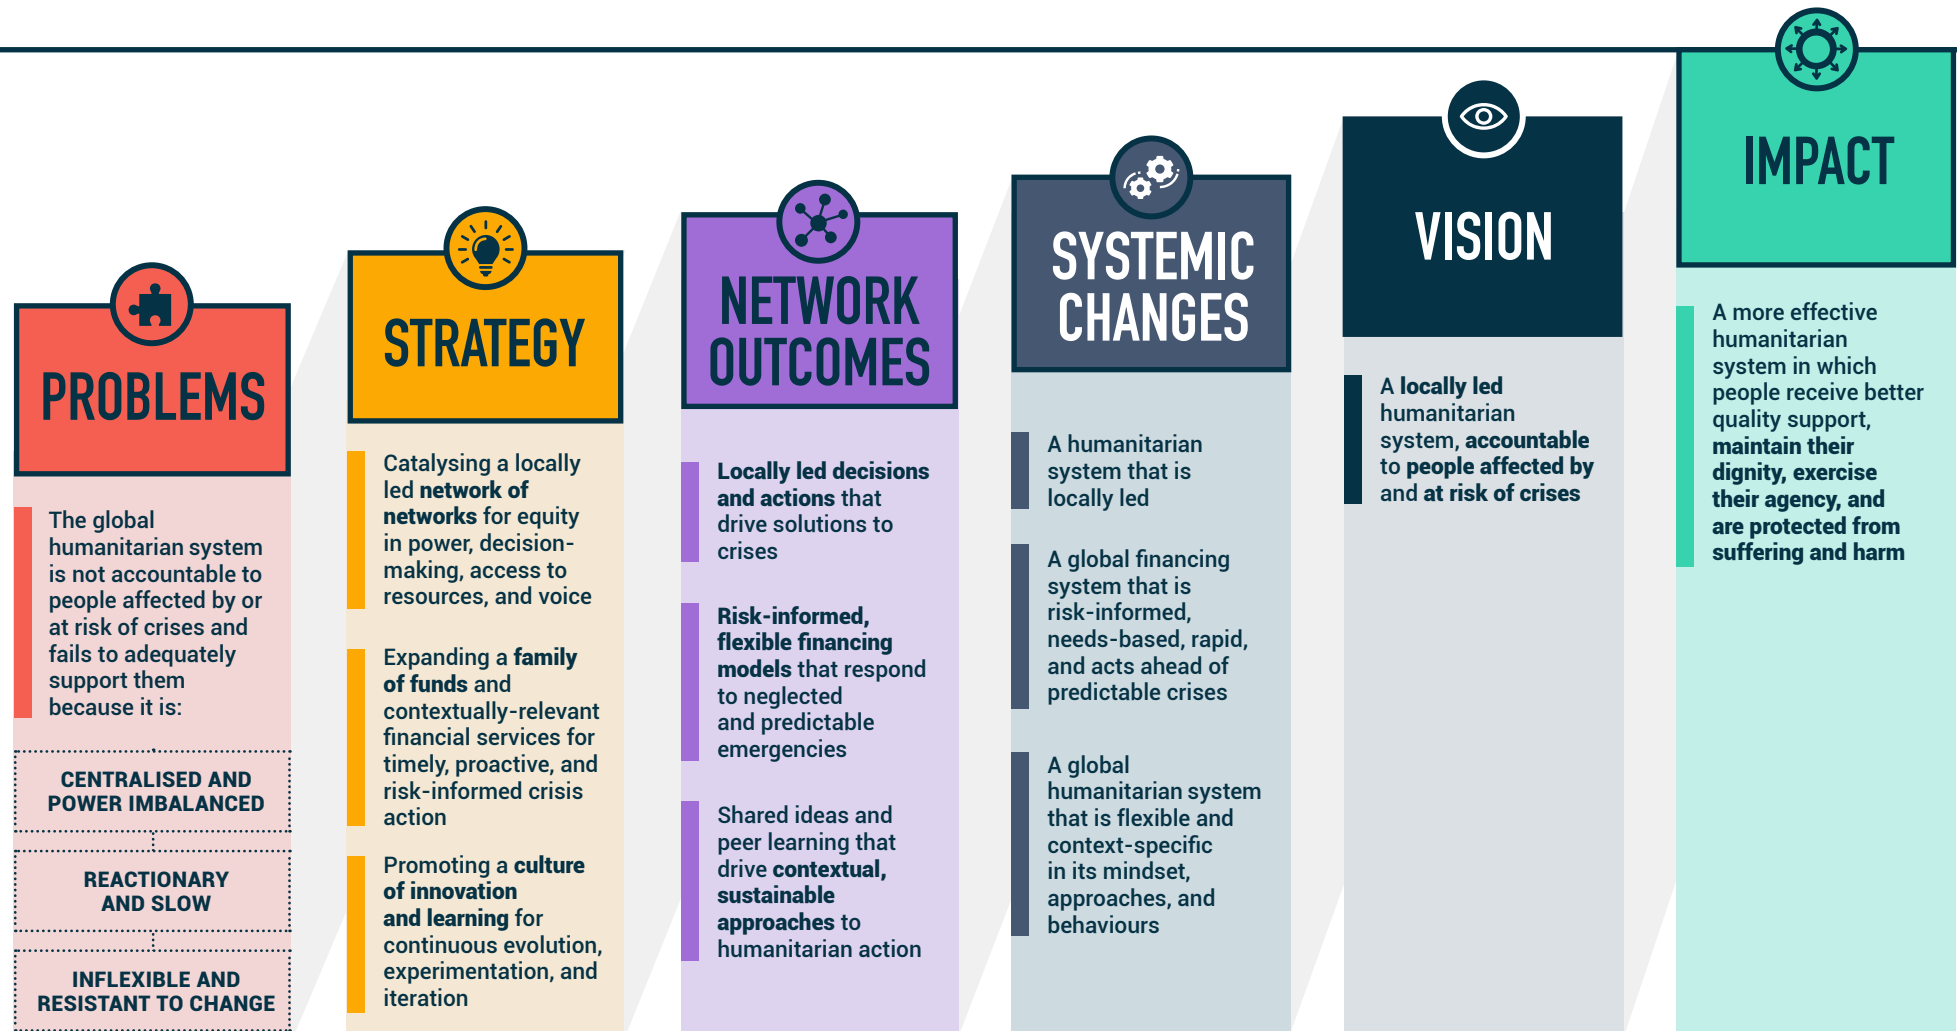 PROBLEMS
The global
humanitarian system
is not accountable to
people affected by or
at risk of crises and
fails to adequately
support them
because it is:
CENTRALISED AND
POWER IMBALANCED
REACTIONARY
AND SLOW
INFLEXIBLE AND
RESISTANT TO CHANGE
STRATEGY
Catalysing a locally
led network of
networks for equity
in power, decision-
making, access to
resources, and voice
Expanding a family
of funds and
contextually-relevant
financial services for
timely, proactive, and
risk-informed crisis
action
Promoting a culture
of innovation
and learning for
continuous evolution,
experimentation, and
iteration
NETWORK
OUTCOMES
Locally led decisions
and actions that
drive solutions to
crises
Risk-informed,
flexible financing
models that respond
to neglected
and predictable
emergencies
Shared ideas and
peer learning that
drive contextual,
sustainable
approaches to
humanitarian action
SYSTEMIC
CHANGES
A humanitarian
system that is
locally led
A global financing
system that is
risk-informed,
needs-based, rapid,
and acts ahead of
predictable crises
A global
humanitarian system
that is flexible and
context-specific
in its mindset,
approaches, and
behaviours
VISION
A locally led
humanitarian
system, accountable
to people affected by
and at risk of crises
IMPACT
A more effective
humanitarian
system in which
people receive better
quality support,
maintain their
dignity, exercise
their agency, and
are protected from
suffering and harm